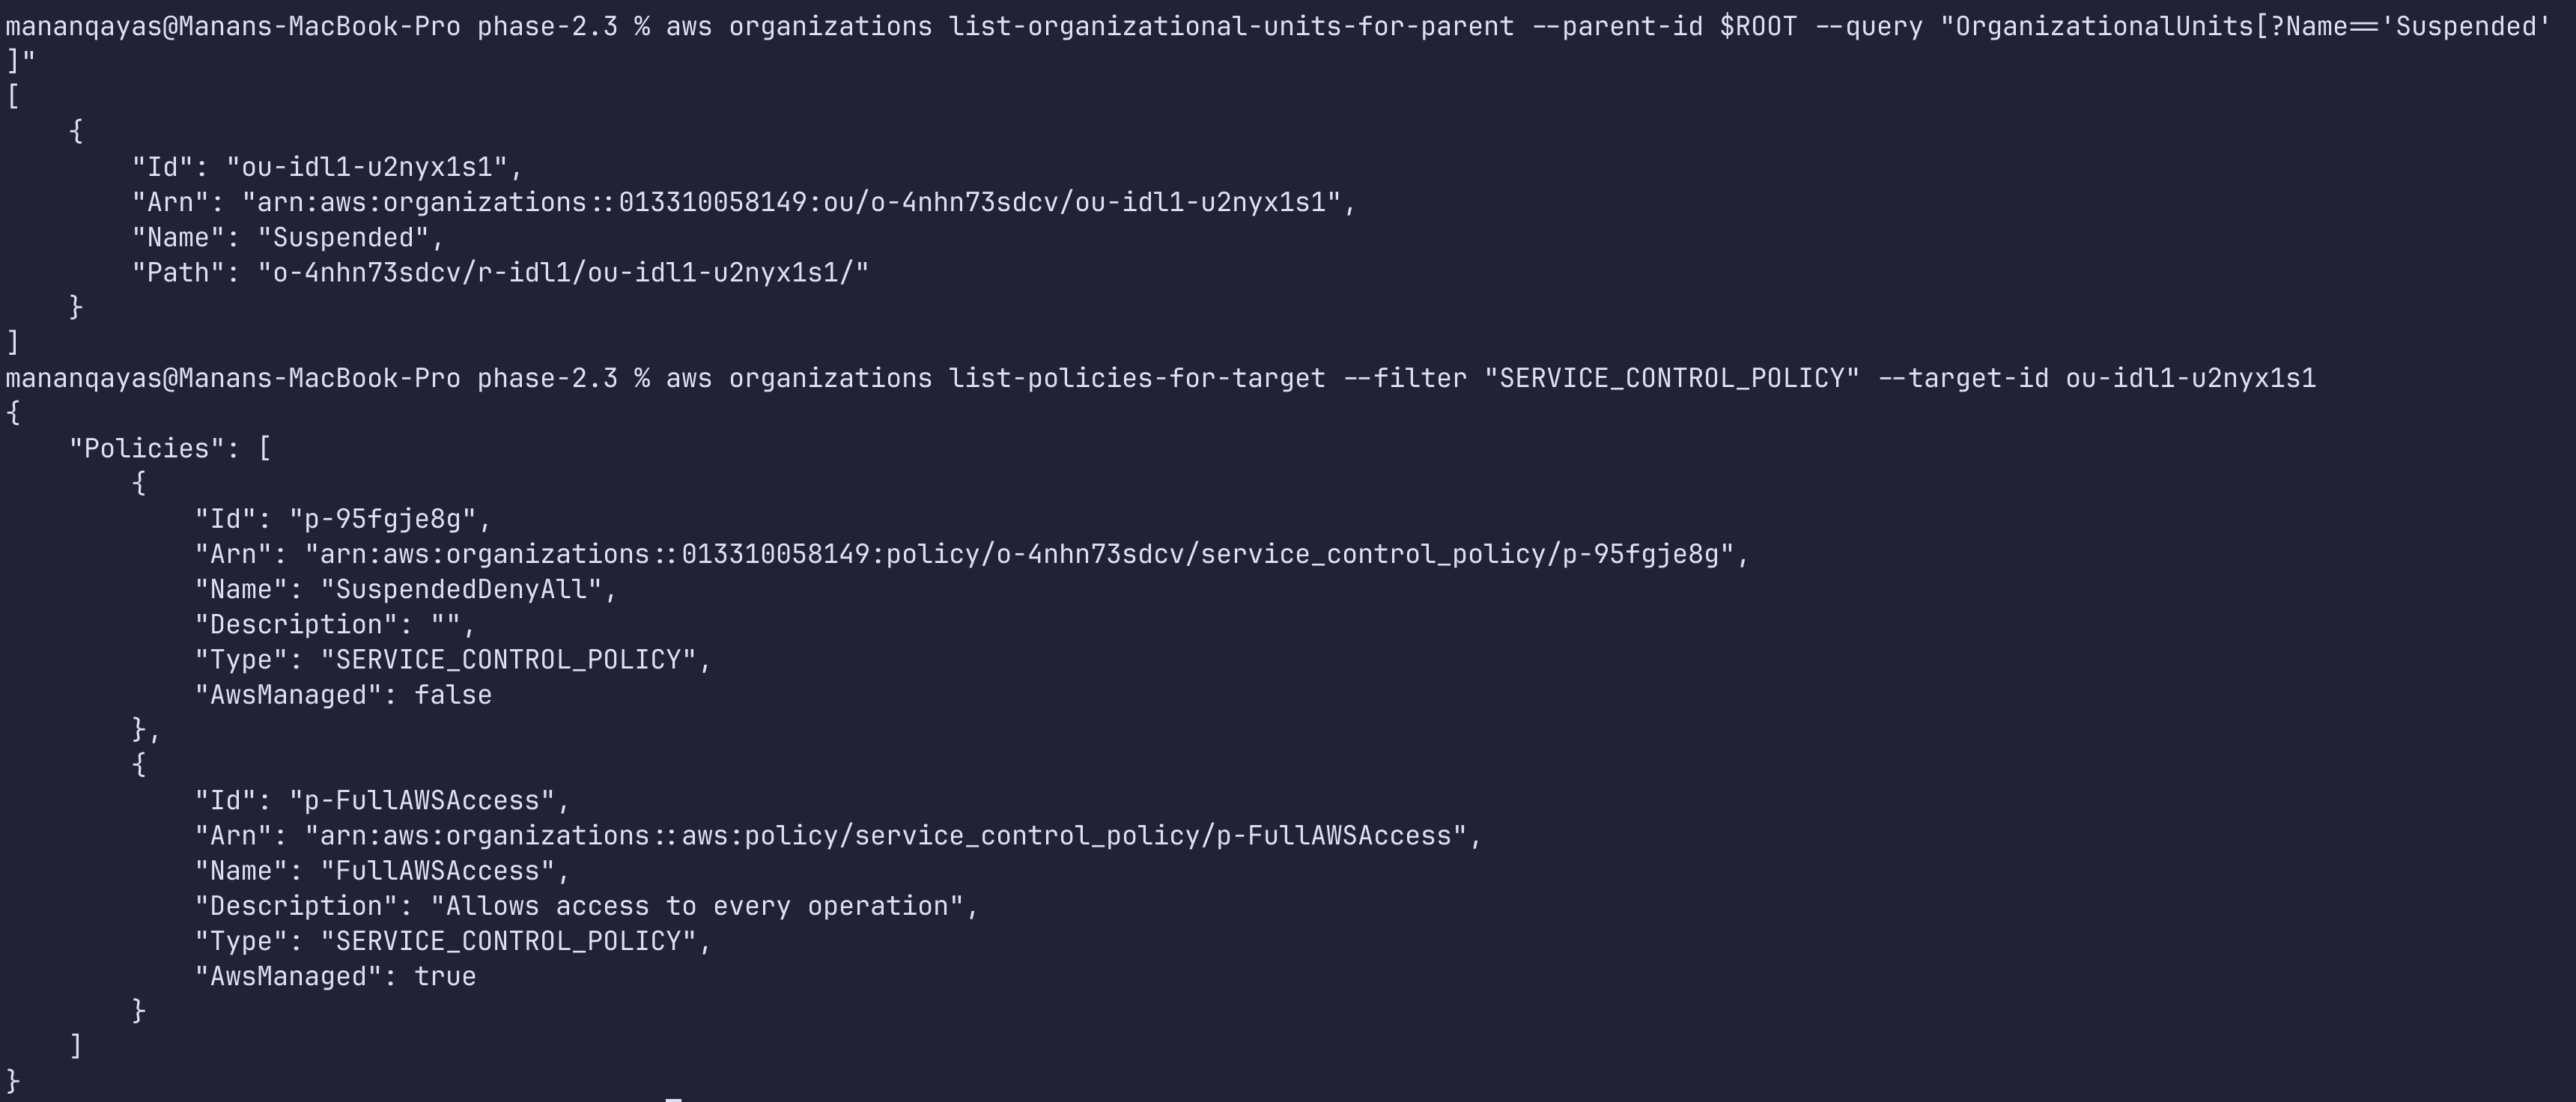 mananqayas@Manans-MacBook-Pro phase-2.3 % aws organizations list-organizational-units-for-parent --parent-id $ROOT --query "OrganizationalUnits[?Name=='Suspended'
]"
[
    {
        "Id": "ou-idl1-u2nyx1s1",
        "Arn": "arn:aws:organizations::013310058149:ou/o-4nhn73sdcv/ou-idl1-u2nyx1s1",
        "Name": "Suspended",
        "Path": "o-4nhn73sdcv/r-idl1/ou-idl1-u2nyx1s1/"
    }
]
mananqayas@Manans-MacBook-Pro phase-2.3 % aws organizations list-policies-for-target --filter "SERVICE_CONTROL_POLICY" --target-id ou-idl1-u2nyx1s1
{
    "Policies": [
        {
            "Id": "p-95fgje8g",
            "Arn": "arn:aws:organizations::013310058149:policy/o-4nhn73sdcv/service_control_policy/p-95fgje8g",
            "Name": "SuspendedDenyAll",
            "Description": "",
            "Type": "SERVICE_CONTROL_POLICY",
            "AwsManaged": false
        },
        {
            "Id": "p-FullAWSAccess",
            "Arn": "arn:aws:organizations::aws:policy/service_control_policy/p-FullAWSAccess",
            "Name": "FullAWSAccess",
            "Description": "Allows access to every operation",
            "Type": "SERVICE_CONTROL_POLICY",
            "AwsManaged": true
        }
    ]
}